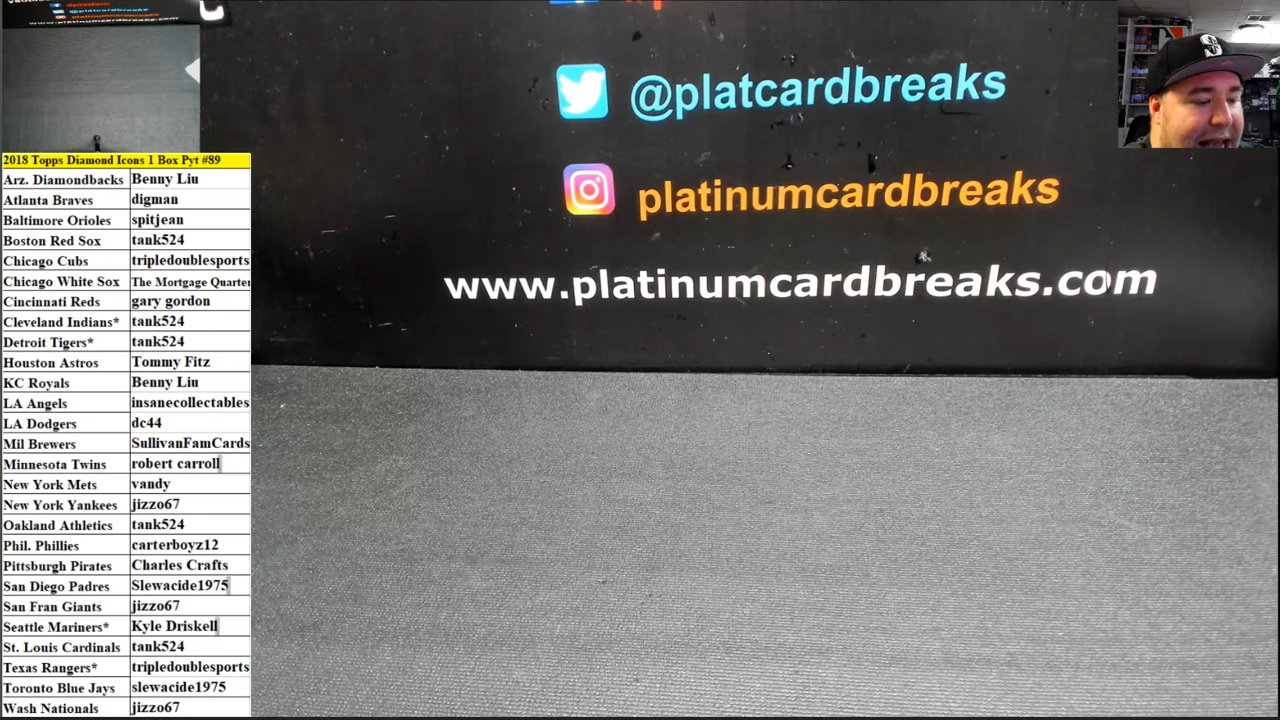 www.platinumcardbreaks.com
2018 Topps Diamond Icons 1 Box Pyt #89
Arz. Diamondbacks Benny Liu
Atlanta Braves digman
Baltimore Orioles spitjean
Boston Red Sox tank524
Chicago Cubs tripledoublesports
Chicago White Sox The Mortgage Quarter
Cincinnati Reds gary gordon
Cleveland Indians* tank524
Detroit Tigers* tank524
Houston Astros Tommy Fitz
KC Royals Benny Liu
LA Angels insanecollectables
LA Dodgers dc44
Mil Brewers SullivanFamCards
Minnesota Twins robert carroll
New York Mets vandy
New York Yankees jizzo67
Oakland Athletics tank524
Phil. Phillies carterboyz12
Pittsburgh Pirates Charles Crafts
San Diego Padres Slewacide1975
San Fran Giants jizzo67
Seattle Mariners* Kyle Driskell
St. Louis Cardinals tank524
Texas Rangers* tripledoublesports
Toronto Blue Jays slewacide1975
Wash Nationals jizzo67
@platcardbreaks
platinumcardbreaks
www.platinumcardbreaks.com